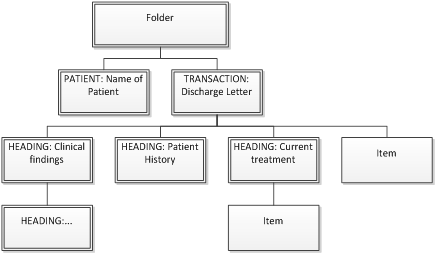 Folder
PATIENT: Name of
Patient
TRANSACTION:
Discharge Letter
HEADING: Clinical
findings
HEADING: Patient
History
HEADING: Current
treatment
Item
HEADING:...
Item